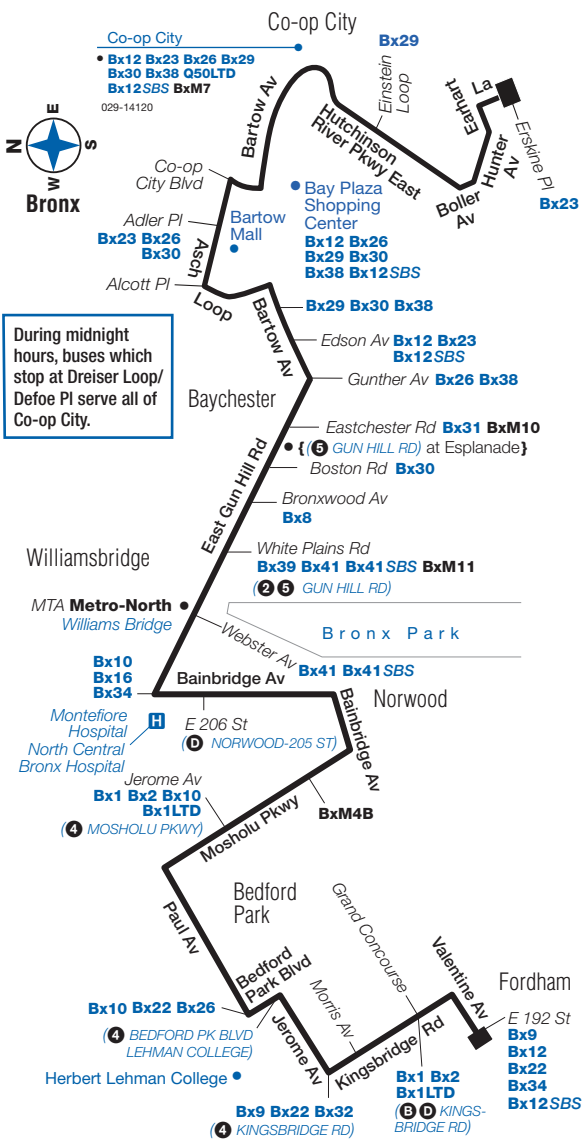 Co-op City
Co-op City
• Bx12 Bx23 Bx26 Bx29
Bx30 Bx38 Q50LTD
Bx12SBS BxM7
029-14120
N
E
S
W
Bronx
Bx29
Einstein
Loop
Bartow Av
Hutchinson
River Pkwy East
Earhart
La
Hunter
Av
Boller
Av
Erskine Pl
Bx23
Co-op
City Blvd
Bay Plaza
Shopping
Center
Bx12 Bx26
Bx29 Bx30
Bx38 Bx12SBS
Adler Pl
Bx23 Bx26
Bx30
Bartow
Mall
Asch
Loop
Alcott Pl
Bartow Av
Bx29 Bx30 Bx38
Edson Av Bx12 Bx23
Bx12SBS
Gunther Av Bx26 Bx38
During midnight
hours, buses which
stop at Dreiser Loop/
Defoe Pl serve all of
Co-op City.
Baychester
Eastchester Rd Bx31 BxM10
• {(5 GUN HILL RD) at Esplanade}
Boston Rd Bx30
East Gun Hill Rd
Bronxwood Av
Bx8
Williamsbridge
White Plains Rd
Bx39 Bx41 Bx41SBS BxM11
(2 5 GUN HILL RD)
MTA Metro-North •
Williams Bridge
Bronx Park
Webster Av
Bx41 Bx41SBS
Bx10
Bx16
Bx34
Bainbridge Av
Norwood
Bainbridge Av
H
Montefiore
Hospital
North Central
Bronx Hospital
E 206 St
(D NORWOOD-205 ST)
Jerome Av
Bx1 Bx2 Bx10
Bx1LTD
(4 MOSHOLU PKWY)
Mosholu Pkwy
BxM4B
Bedford
Park
Paul Av
Bedford
Park Blvd
Bx10 Bx22 Bx26
(4 BEDFORD PK BLVD
LEHMAN COLLEGE)
Herbert Lehman College •
Jerome Av
Morris Av
Grand Concourse
Kingsbridge Rd
Valentine Av
Fordham
E 192 St
Bx9
Bx12
Bx22
Bx34
Bx12SBS
Bx1 Bx2
Bx1LTD
(B D KINGS-
BRIDGE RD)
Bx9 Bx22 Bx32
(4 KINGSBRIDGE RD)